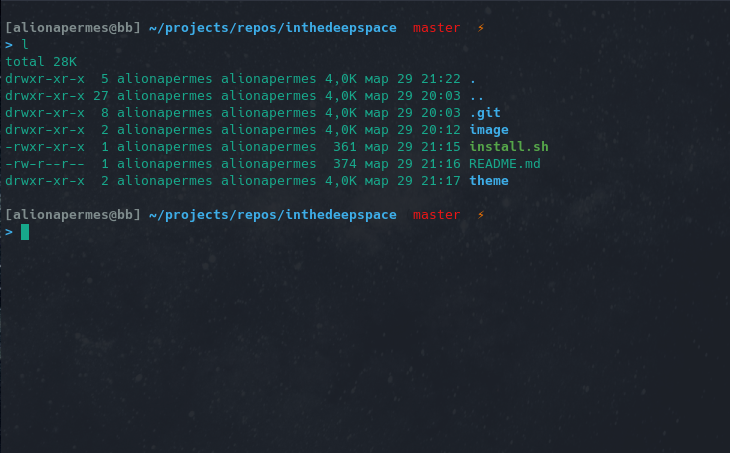 [alionapermes@bb] ~/projects/repos/inthedeepspace master ⚡
> l
total 28K
drwxr-xr-x 5 alionapermes alionapermes 4,0K мар 29 21:22 .
drwxr-xr-x 27 alionapermes alionapermes 4,0K мар 29 20:03 ..
drwxr-xr-x 8 alionapermes alionapermes 4,0K мар 29 20:03 .git
drwxr-xr-x 2 alionapermes alionapermes 4,0K мар 29 20:12 image
-rwxr-xr-x 1 alionapermes alionapermes 361 мар 29 21:15 install.sh
-rw-r--r-- 1 alionapermes alionapermes 374 мар 29 21:16 README.md
drwxr-xr-x 2 alionapermes alionapermes 4,0K мар 29 21:17 theme
[alionapermes@bb] ~/projects/repos/inthedeepspace master ⚡
>